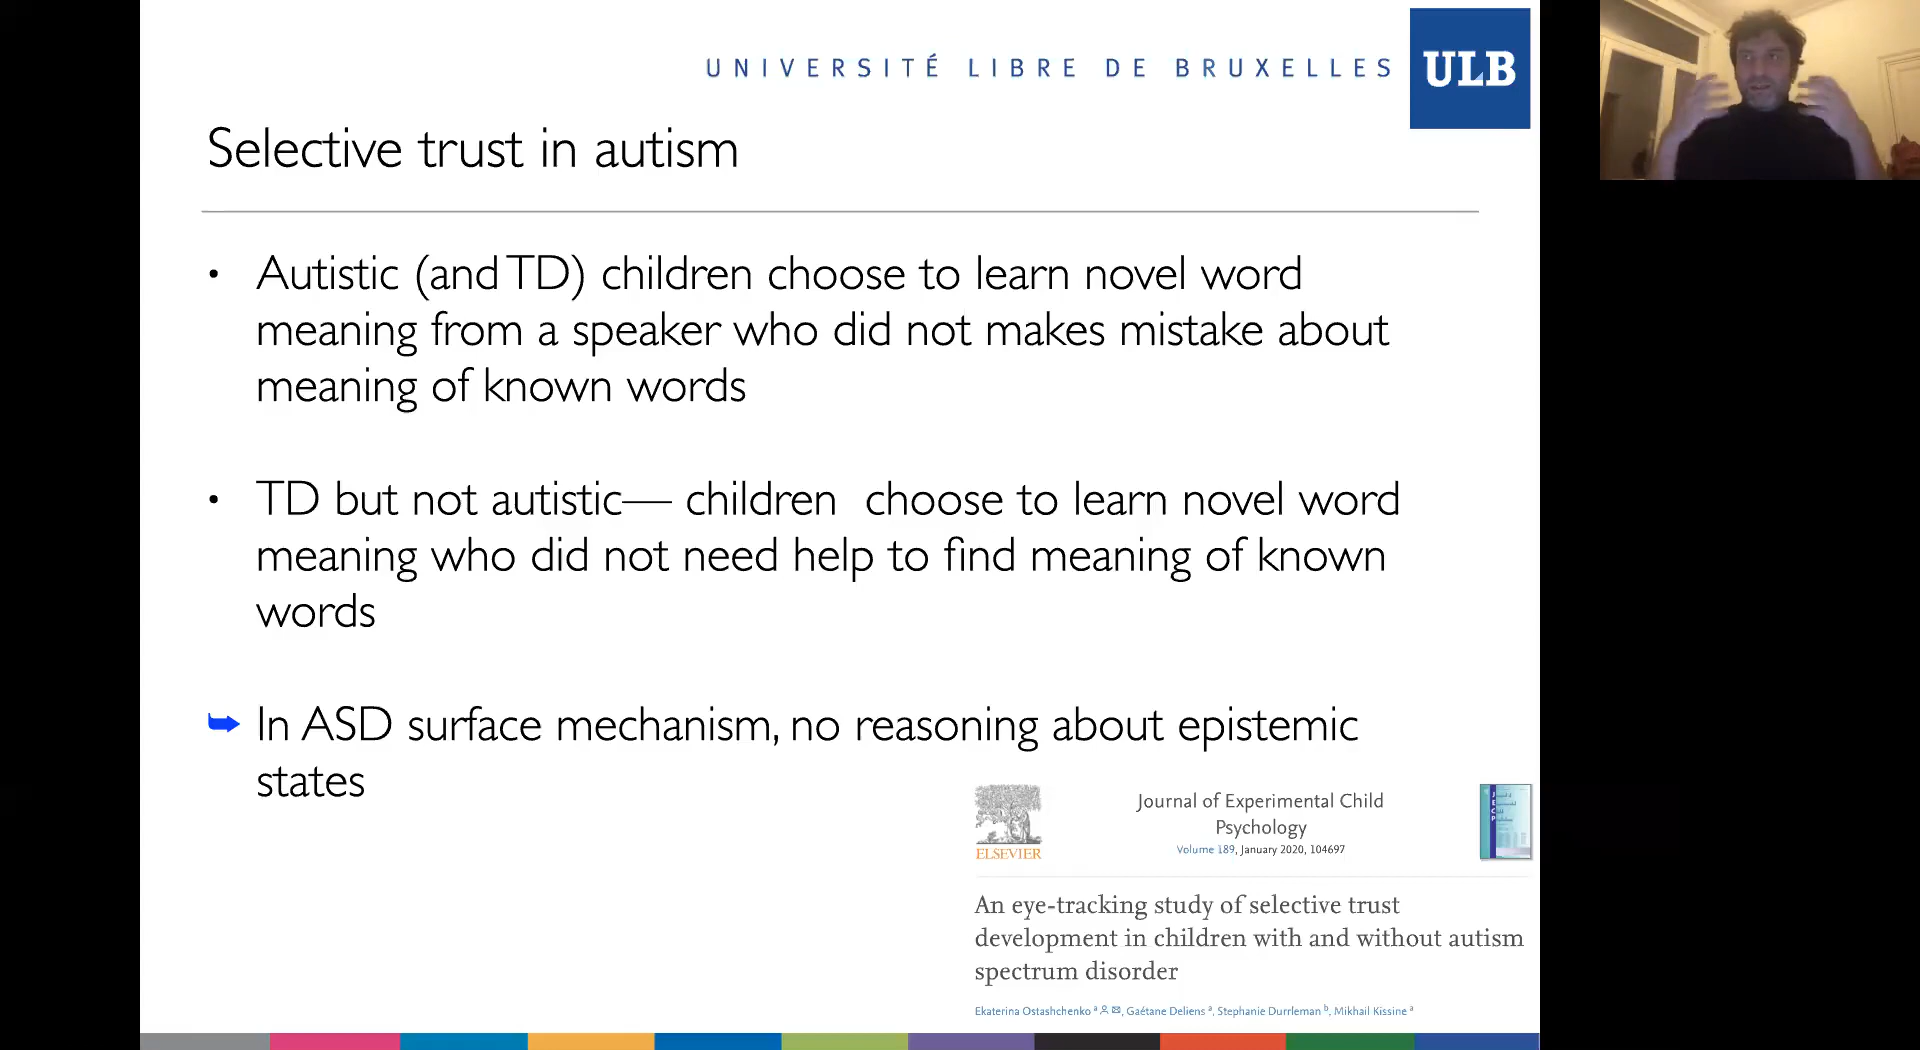 UNIVERSITÉ LIBRE DE BRUXELLES
ULB
Selective trust in autism
• Autistic (and TD) children choose to learn novel word
meaning from a speaker who did not makes mistake about
meaning of known words
• TD but not autistic— children choose to learn novel word
meaning who did not need help to find meaning of known
words
➥ In ASD surface mechanism, no reasoning about epistemic
states
ELSEVIER
Journal of Experimental Child
Psychology
Volume 189, January 2020, 104697
An eye-tracking study of selective trust
development in children with and without autism
spectrum disorder
Ekaterina Ostashchenko a, Gaétane Deliens a, Stephanie Durrleman b, Mikhail Kissine a